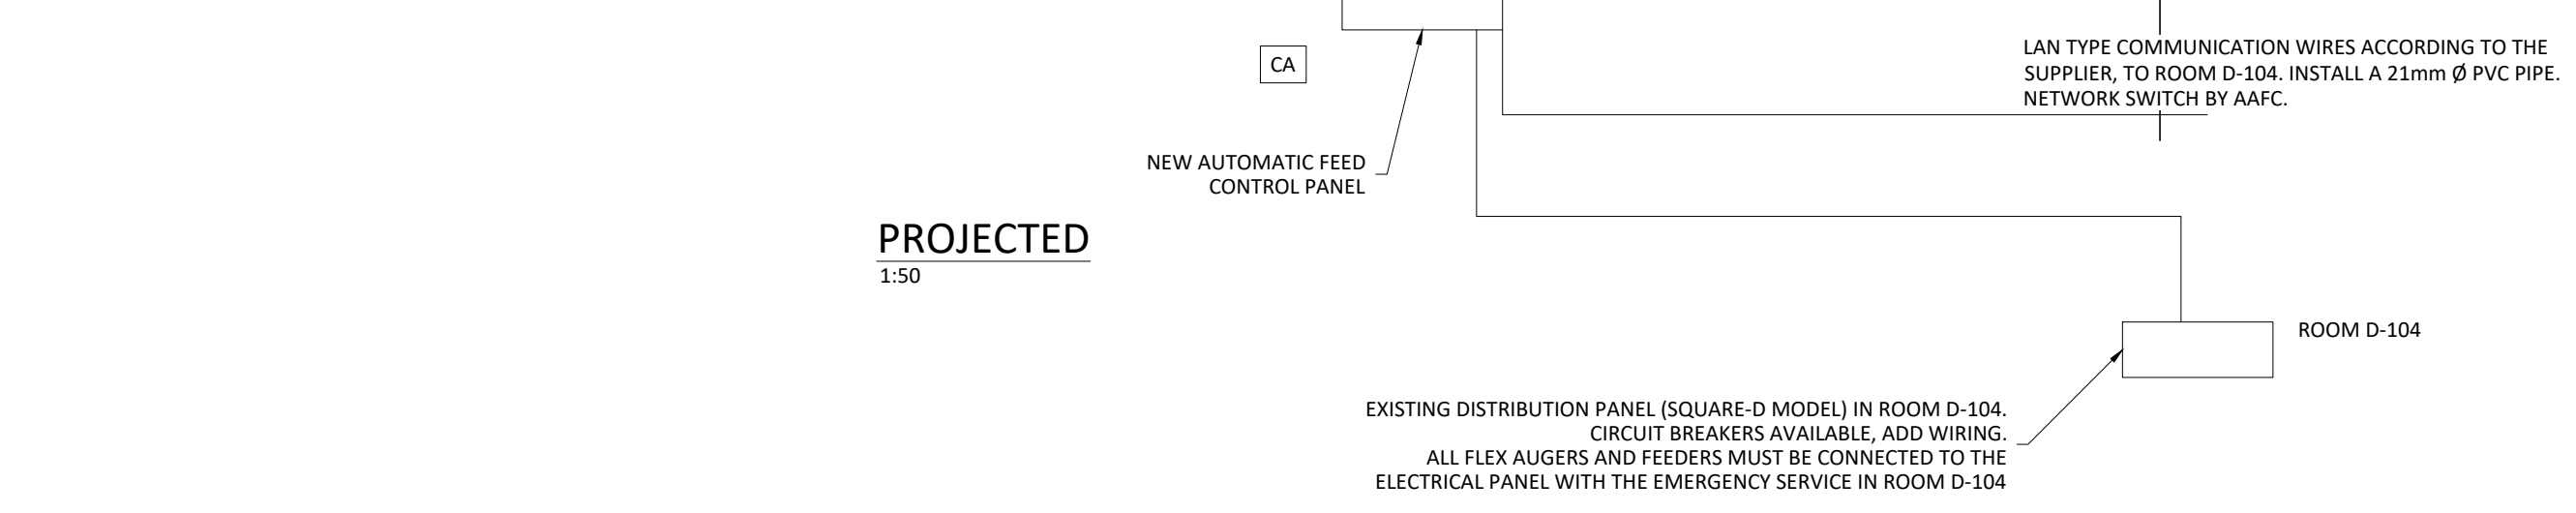 LAN TYPE COMMUNICATION WIRES ACCORDING TO THE
SUPPLIER, TO ROOM D-104. INSTALL A 21mm Ø PVC PIPE.
NETWORK SWITCH BY AAFC.
CA
NEW AUTOMATIC FEED
CONTROL PANEL
PROJECTED
1:50
ROOM D-104
EXISTING DISTRIBUTION PANEL (SQUARE-D MODEL) IN ROOM D-104.
CIRCUIT BREAKERS AVAILABLE, ADD WIRING.
ALL FLEX AUGERS AND FEEDERS MUST BE CONNECTED TO THE
ELECTRICAL PANEL WITH THE EMERGENCY SERVICE IN ROOM D-104